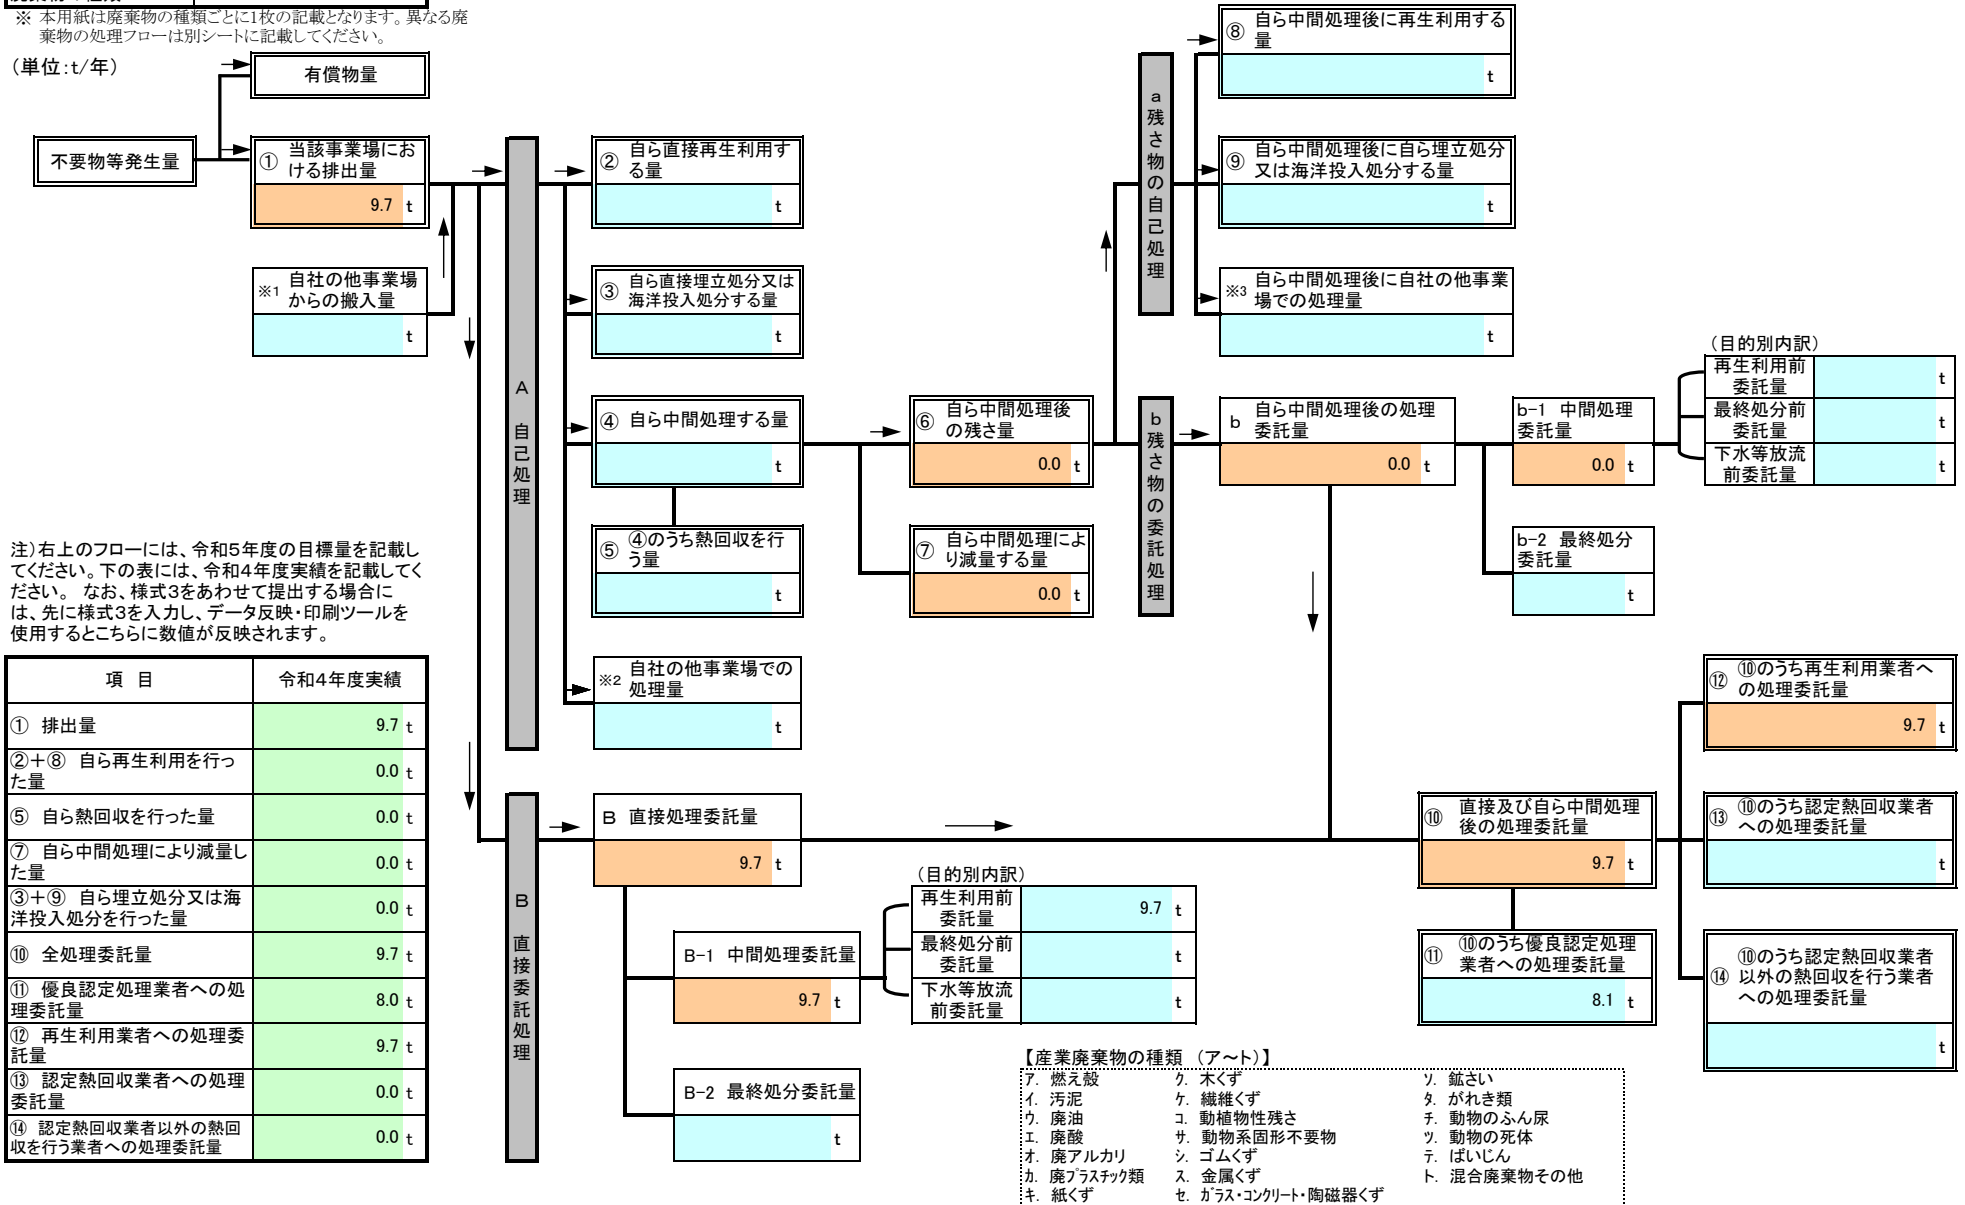 ※ 本用紙は廃棄物の種類ごとに1枚の記載となります。異なる廃
棄物の処理フローは別シートに記載してください。
(単位:t/年)
有償物量
不要物等発生量
① 当該事業場にお
ける排出量
9.7 t
※1 自社の他事業場
からの搬入量
t
A 自己処理
② 自ら直接再生利用す
る量
t
③ 自ら直接埋立処分又は
海洋投入処分する量
t
④ 自ら中間処理する量
t
⑤ ④のうち熱回収を行
う量
t
※2 自社の他事業場での
処理量
t
⑥ 自ら中間処理後
の残さ量
0.0 t
⑦ 自ら中間処理によ
り減量する量
0.0 t
a 残さ物の自己処理
⑧ 自ら中間処理後に再生利用する
量
t
⑨ 自ら中間処理後に自ら埋立処分
又は海洋投入処分する量
t
※3 自ら中間処理後に自社の他事業
場での処理量
t
b 残さ物の委託処理
b 自ら中間処理後の処理
委託量
0.0 t
b-1 中間処理
委託量
0.0 t
(目的別内訳)
再生利用前
委託量
t
最終処分前
委託量
t
下水等放流
前委託量
t
b-2 最終処分
委託量
t
注)右上のフローには、令和5年度の目標量を記載し
てください。下の表には、令和4年度実績を記載してく
ださい。 なお、様式3をあわせて提出する場合に
は、先に様式3を入力し、データ反映・印刷ツールを
使用するとこちらに数値が反映されます。
項 目 令和4年度実績
① 排出量 9.7 t
②+⑧ 自ら再生利用を行っ
た量 0.0 t
⑤ 自ら熱回収を行った量 0.0 t
⑦ 自ら中間処理により減量し
た量 0.0 t
③+⑨ 自ら埋立処分又は海
洋投入処分を行った量 0.0 t
⑩ 全処理委託量 9.7 t
⑪ 優良認定処理業者への処
理委託量 8.0 t
⑫ 再生利用業者への処理委
託量 9.7 t
⑬ 認定熱回収業者への処理
委託量 0.0 t
⑭ 認定熱回収業者以外の熱回
収を行う業者への処理委託量 0.0 t
B 直接委託処理
B 直接処理委託量
9.7 t
B-1 中間処理委託量
9.7 t
B-2 最終処分委託量
t
(目的別内訳)
再生利用前
委託量
9.7 t
最終処分前
委託量
t
下水等放流
前委託量
t
⑩ 直接及び自ら中間処理
後の処理委託量
9.7 t
⑪ ⑩のうち優良認定処理
業者への処理委託量
8.1 t
⑫ ⑩のうち再生利用業者へ
の処理委託量
9.7 t
⑬ ⑩のうち認定熱回収業者
への処理委託量
t
⑭ ⑩のうち認定熱回収業者
以外の熱回収を行う業者
への処理委託量
t
【産業廃棄物の種類 (ア~ト)】
ア. 燃え殻 ク. 木くず ソ. 鉱さい
イ. 汚泥 ケ. 繊維くず タ. がれき類
ウ. 廃油 コ. 動植物性残さ チ. 動物のふん尿
エ. 廃酸 サ. 動物系固形不要物 ツ. 動物の死体
オ. 廃アルカリ シ. ゴムくず テ. ばいじん
カ. 廃プラスチック類 ス. 金属くず ト. 混合廃棄物その他
キ. 紙くず セ. ガラス・コンクリート・陶磁器くず